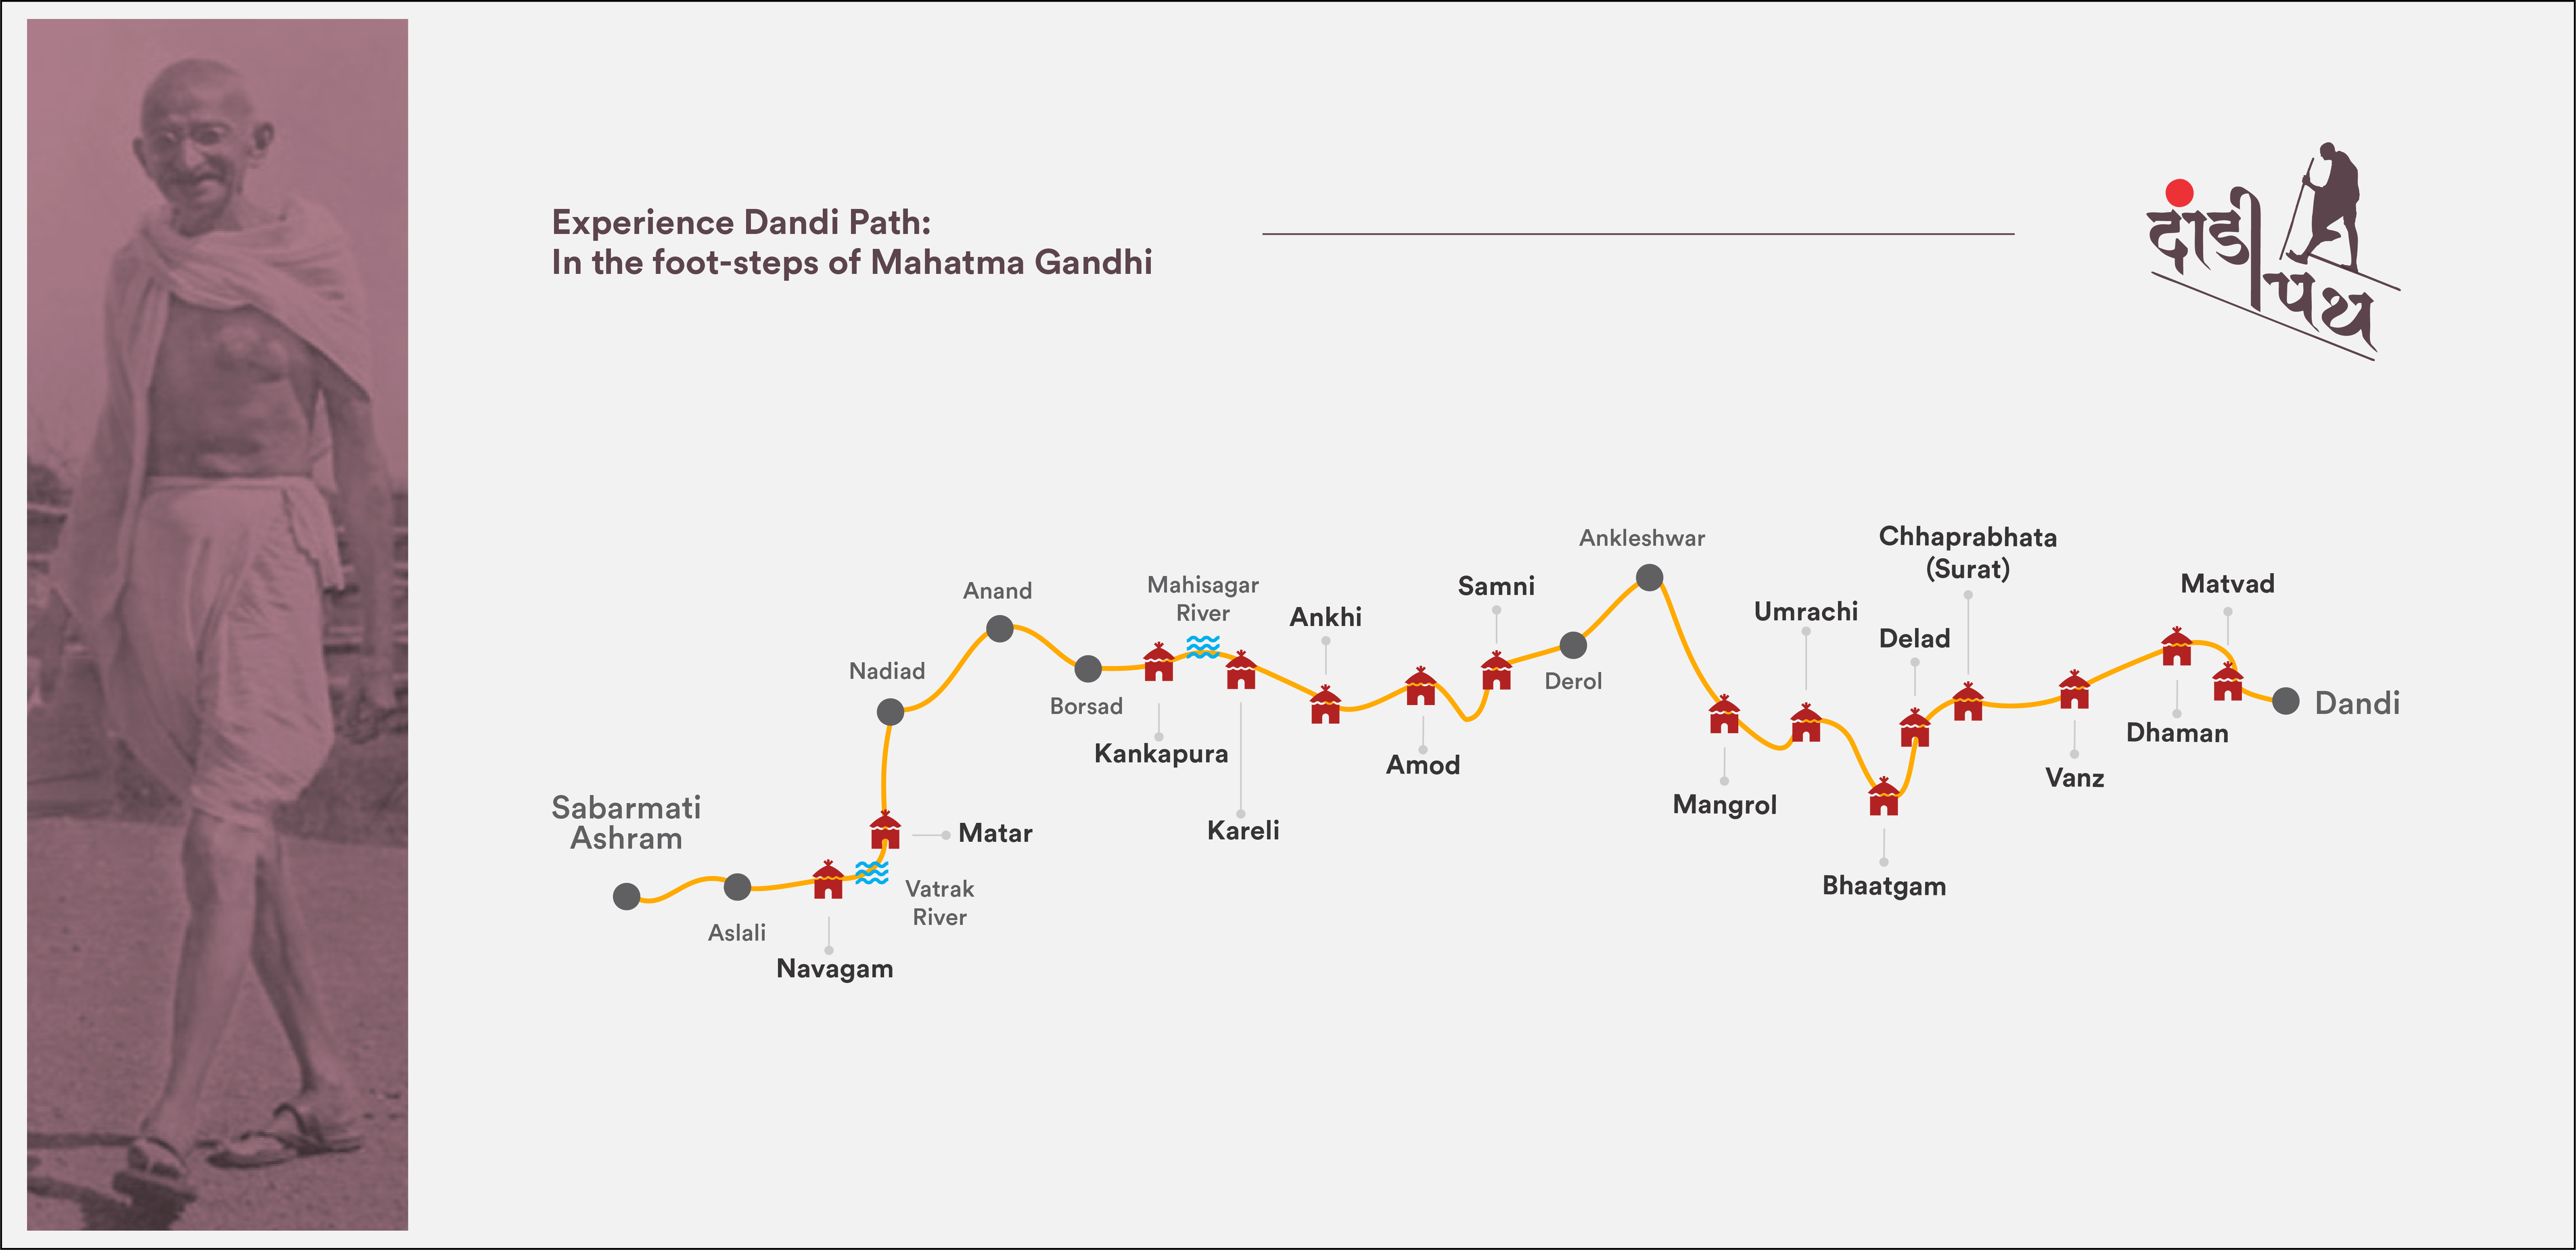 Experience Dandi Path:
In the foot-steps of Mahatma Gandhi
दांडी
पथ
Sabarmati
Ashram
Aslali
Navagam
Vatrak
River
Matar
Nadiad
Anand
Borsad
Kankapura
Mahisagar
River
Kareli
Ankhi
Amod
Samni
Derol
Ankleshwar
Mangrol
Umrachi
Bhaatgam
Delad
Chhaprabhata
(Surat)
Vanz
Dhaman
Matvad
Dandi